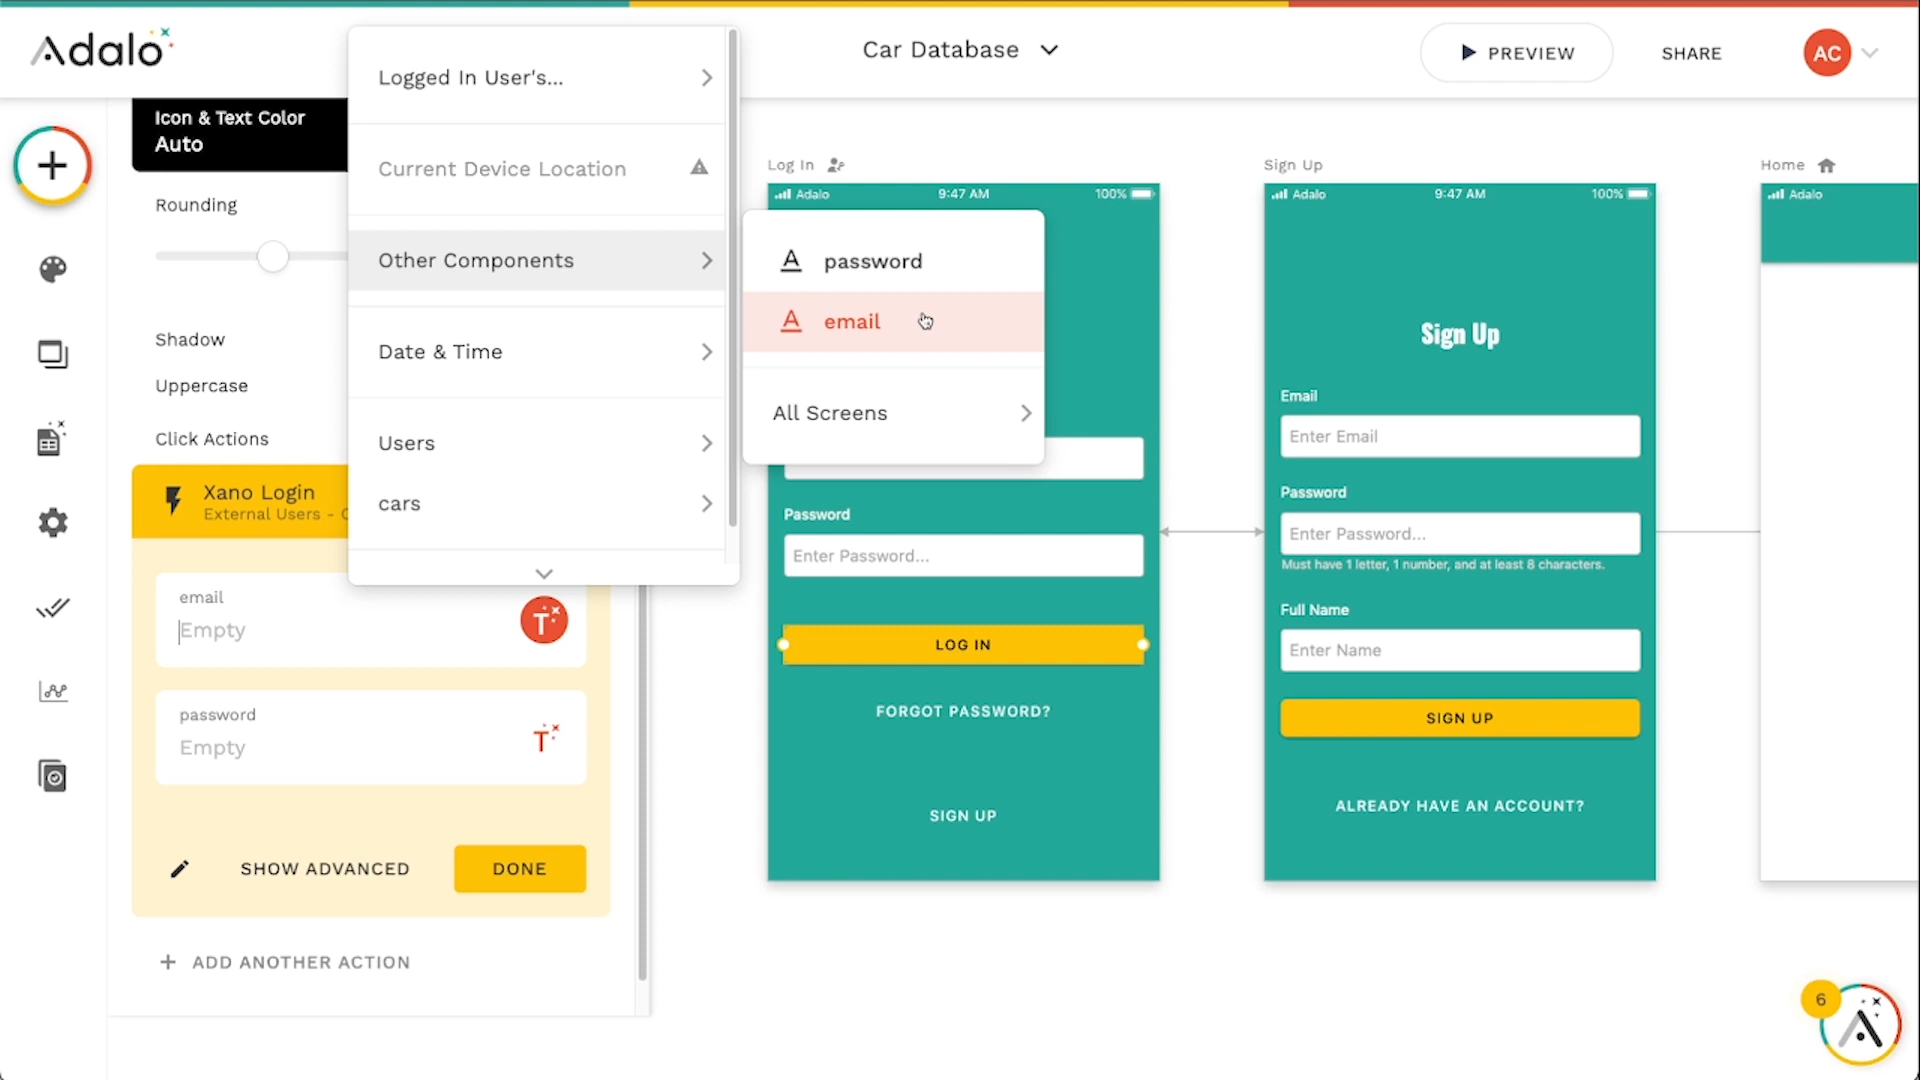 Adalo
Car Database
PREVIEW
SHARE
AC
Icon & Text Color
Auto
Rounding
Shadow
Uppercase
Click Actions
Xano Login
External Users -
email
Empty
password
Empty
SHOW ADVANCED
DONE
ADD ANOTHER ACTION
Logged In User's...
Current Device Location
Other Components
Date & Time
Users
cars
password
email
All Screens
Log In
Adalo
9:47 AM
100%
Password
Enter Password...
LOG IN
FORGOT PASSWORD?
SIGN UP
Sign Up
Adalo
9:47 AM
100%
Sign Up
Email
Enter Email
Password
Enter Password...
Must have 1 letter, 1 number, and at least 8 characters.
Full Name
Enter Name
SIGN UP
ALREADY HAVE AN ACCOUNT?
Home
Adalo
6